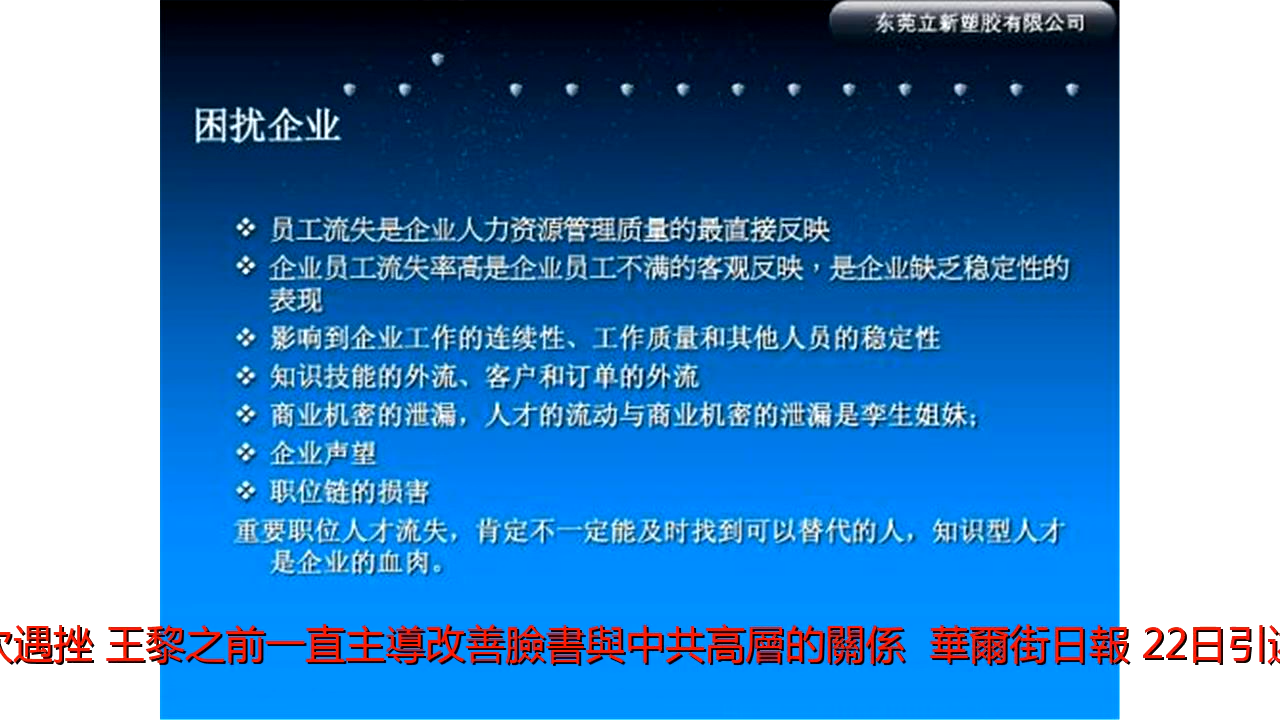 东莞立新塑胶有限公司
困扰企业
员工流失是企业人力资源管理质量的最直接反映
企业员工流失率高是企业员工不满的客观反映，是企业缺乏稳定性的
表现
影响到企业工作的连续性、工作质量和其他人员的稳定性
知识技能的外流、客户和订单的外流
商业机密的泄漏，人才的流动与商业机密的泄漏是孪生姐妹；
企业声望
职位链的损害
重要职位人才流失，肯定不一定能及时找到可以替代的人，知识型人才
是企业的血肉。
遇挫 王黎之前一直主導改善臉書與中共高層的關係 華爾街日報 22日引